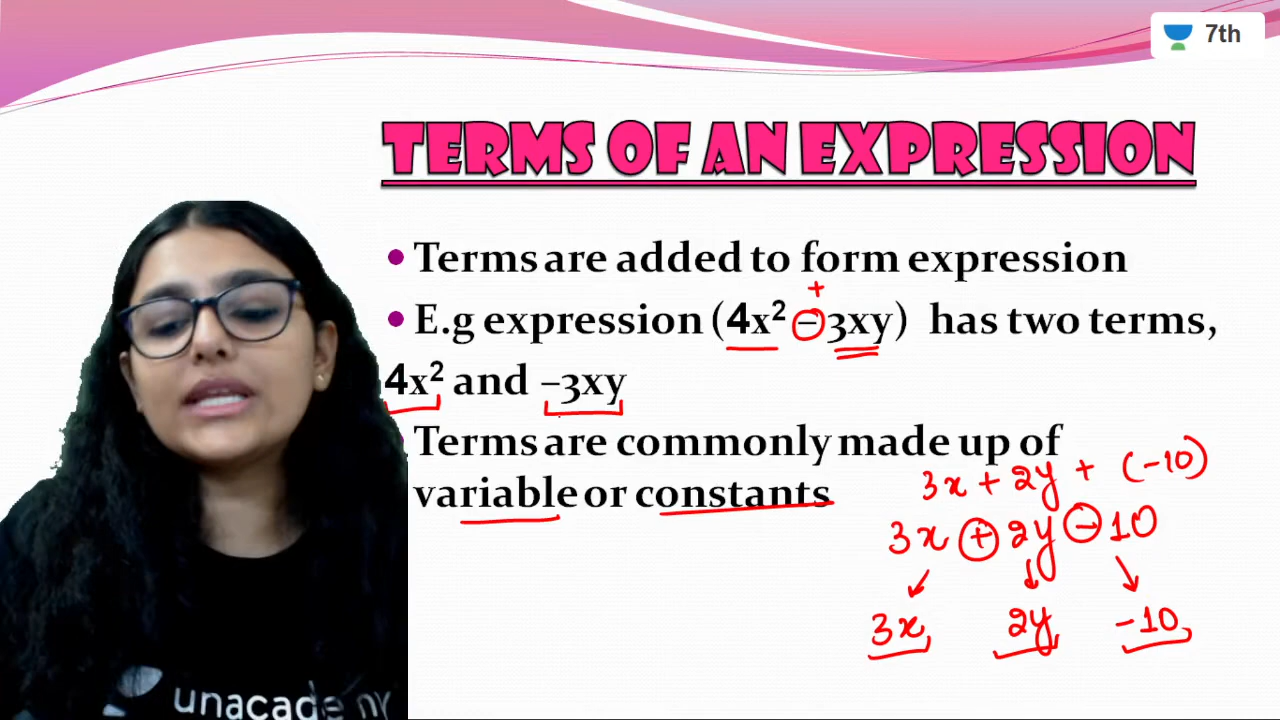 7th
TERMS OF AN EXPRESSION
• Terms are added to form expression
+
• E.g expression (4x² – 3xy) has two terms,
4x² and –3xy
• Terms are commonly made up of
variable or constants
3x + 2y + (-10)
3x + 2y - 10
3x 2y -10
unacademy